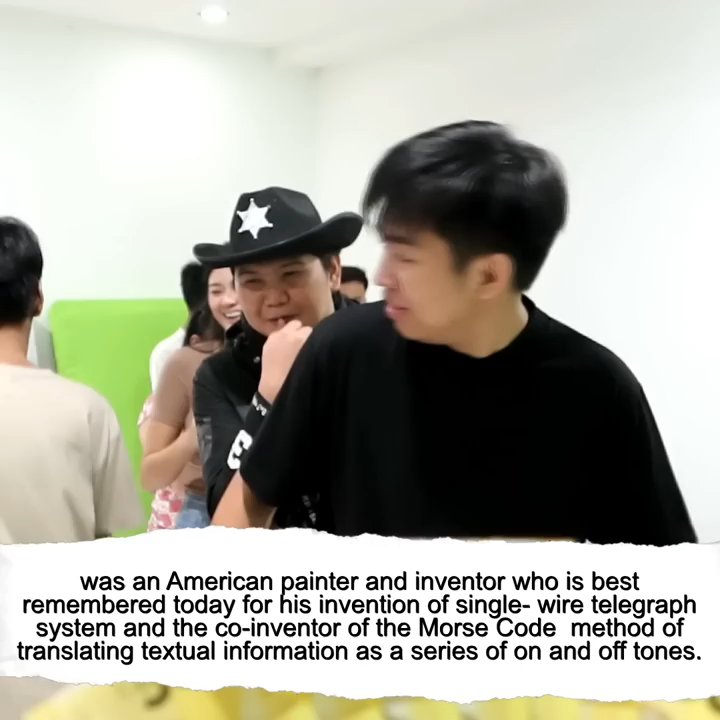 was an American painter and inventor who is best
remembered today for his invention of single- wire telegraph
system and the co-inventor of the Morse Code  method of
translating textual information as a series of on and off tones.